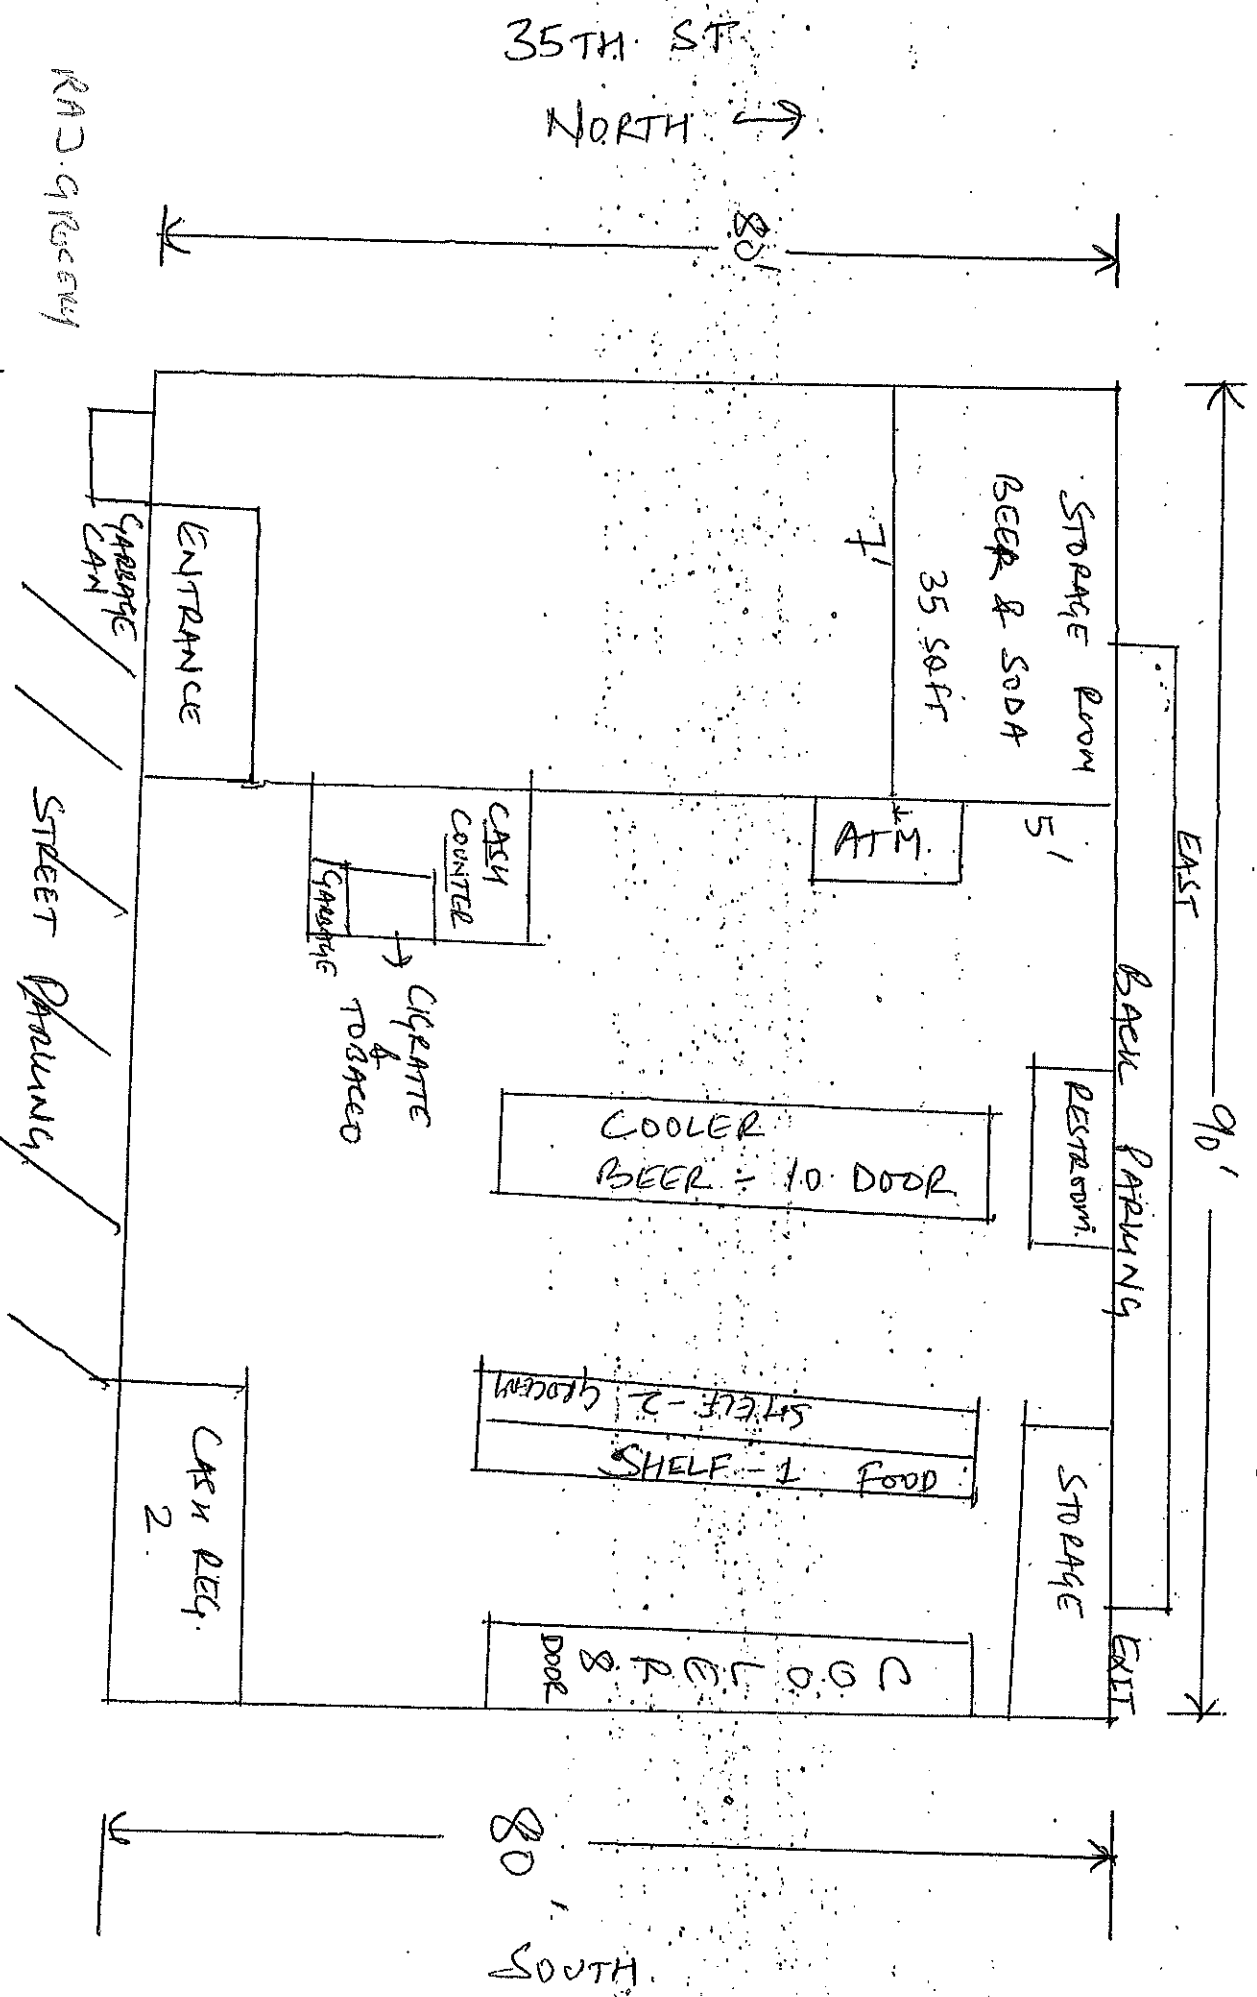 35TH. ST
NORTH →
RAJ. GROCERY
80'
STORAGE ROOM
BEER & SODA
35 SQFT
7'
5'
ENTRANCE
GARBAGE
CAN
CASH
COUNTER
GARBAGE
→ CIGRATTE
&
TOBACCO
ATM
EAST
90'
BACK PARKING
RESTROOM.
COOLER
BEER - 10 DOOR
SHELF-2 GROCERY
SHELF-1 FOOD
STORAGE
EXIT
COOLER 8
DOOR
CASH REG.
2.
STREET PARKING
80'
SOUTH.